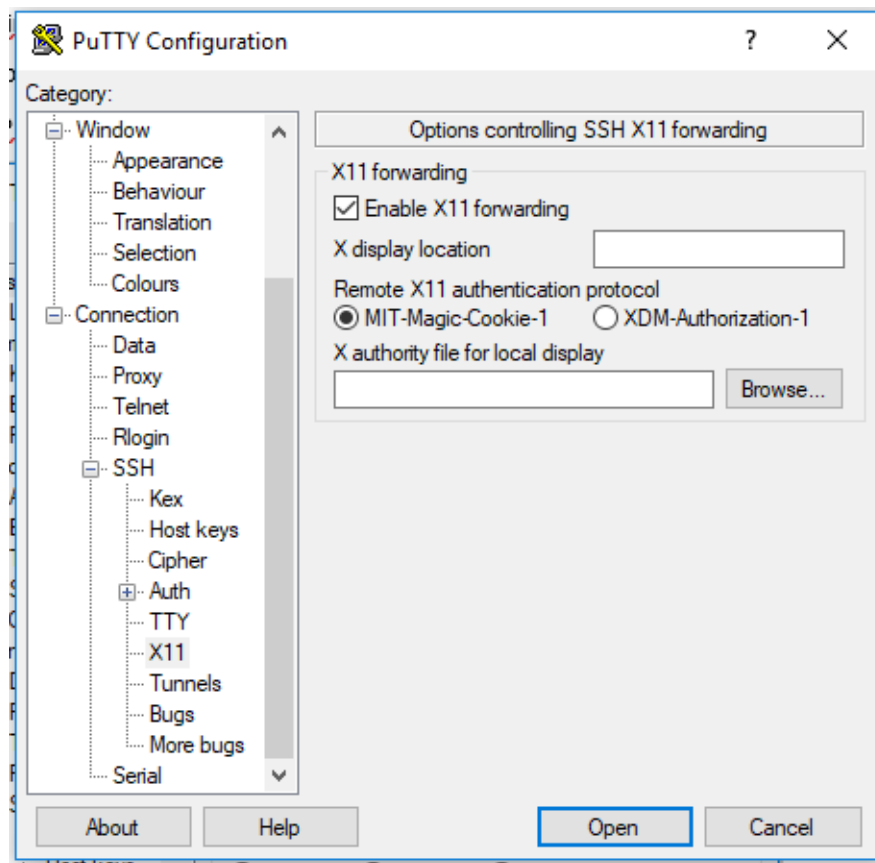 PuTTY Configuration
?
Category:
Window
Appearance
Behaviour
Translation
Selection
Colours
Connection
Data
Proxy
Telnet
Rlogin
SSH
Kex
Host keys
Cipher
Auth
TTY
X11
Tunnels
Bugs
More bugs
Serial
Options controlling SSH X11 forwarding
X11 forwarding
Enable X11 forwarding
X display location
Remote X11 authentication protocol
MIT-Magic-Cookie-1 XDM-Authorization-1
X authority file for local display
Browse...
About Help Open Cancel